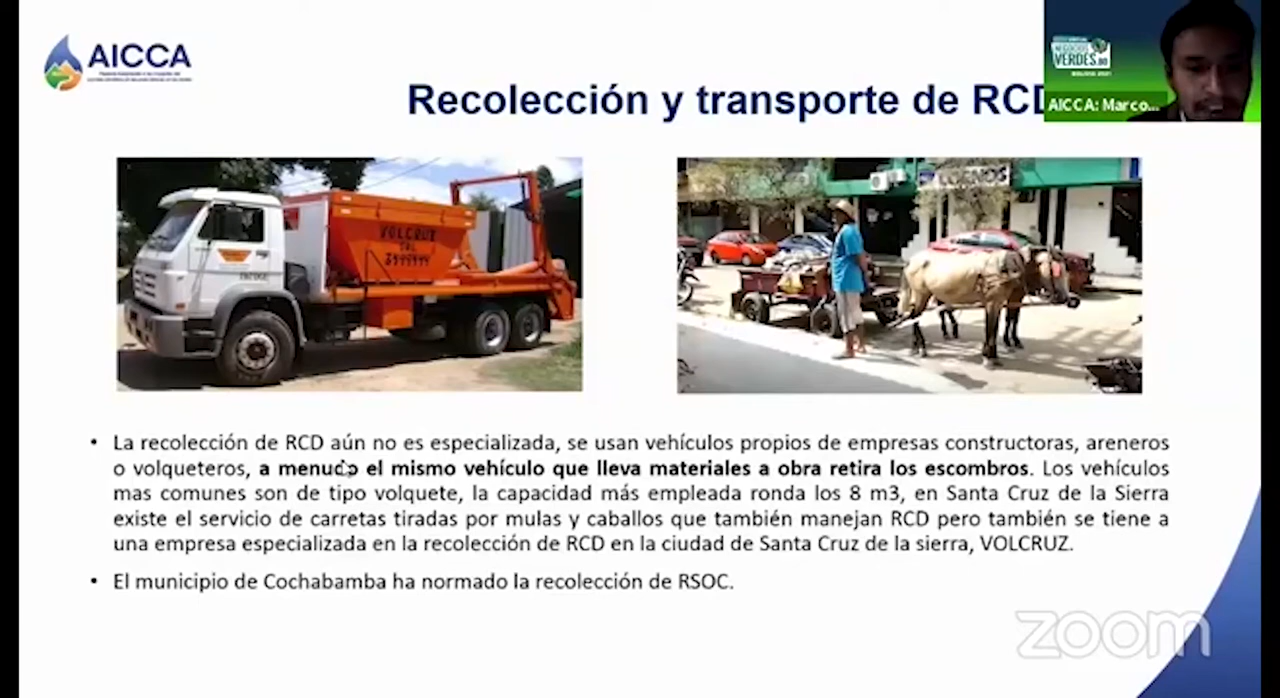 AICCA
Recolección y transporte de RCD
NEGOCIOS
VERDES.BO
BOLIVIA 2021
AICCA: Marco...
VOLCRUZ
SRL
CORREOS
• La recolección de RCD aún no es especializada, se usan vehículos propios de empresas constructoras, areneros
o volqueteros, a menudo el mismo vehículo que lleva materiales a obra retira los escombros. Los vehículos
mas comunes son de tipo volquete, la capacidad más empleada ronda los 8 m3, en Santa Cruz de la Sierra
existe el servicio de carretas tiradas por mulas y caballos que también manejan RCD pero también se tiene a
una empresa especializada en la recolección de RCD en la ciudad de Santa Cruz de la sierra, VOLCRUZ.
• El municipio de Cochabamba ha normado la recolección de RSOC.
zoom